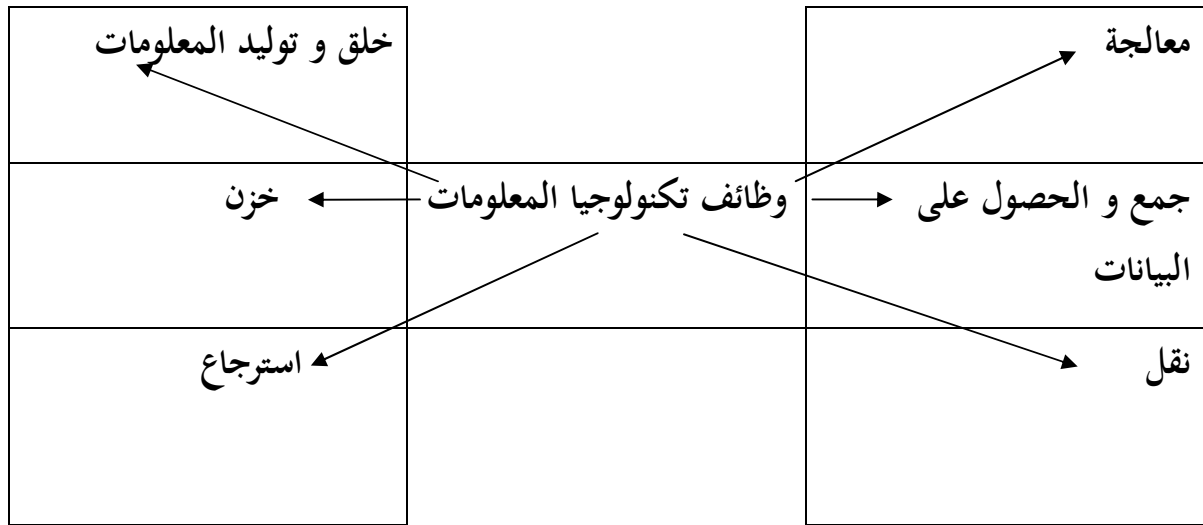 معالجة
خلق و توليد المعلومات
جمع و الحصول على
البيانات
وظائف تكنولوجيا المعلومات
خزن
نقل
استرجاع